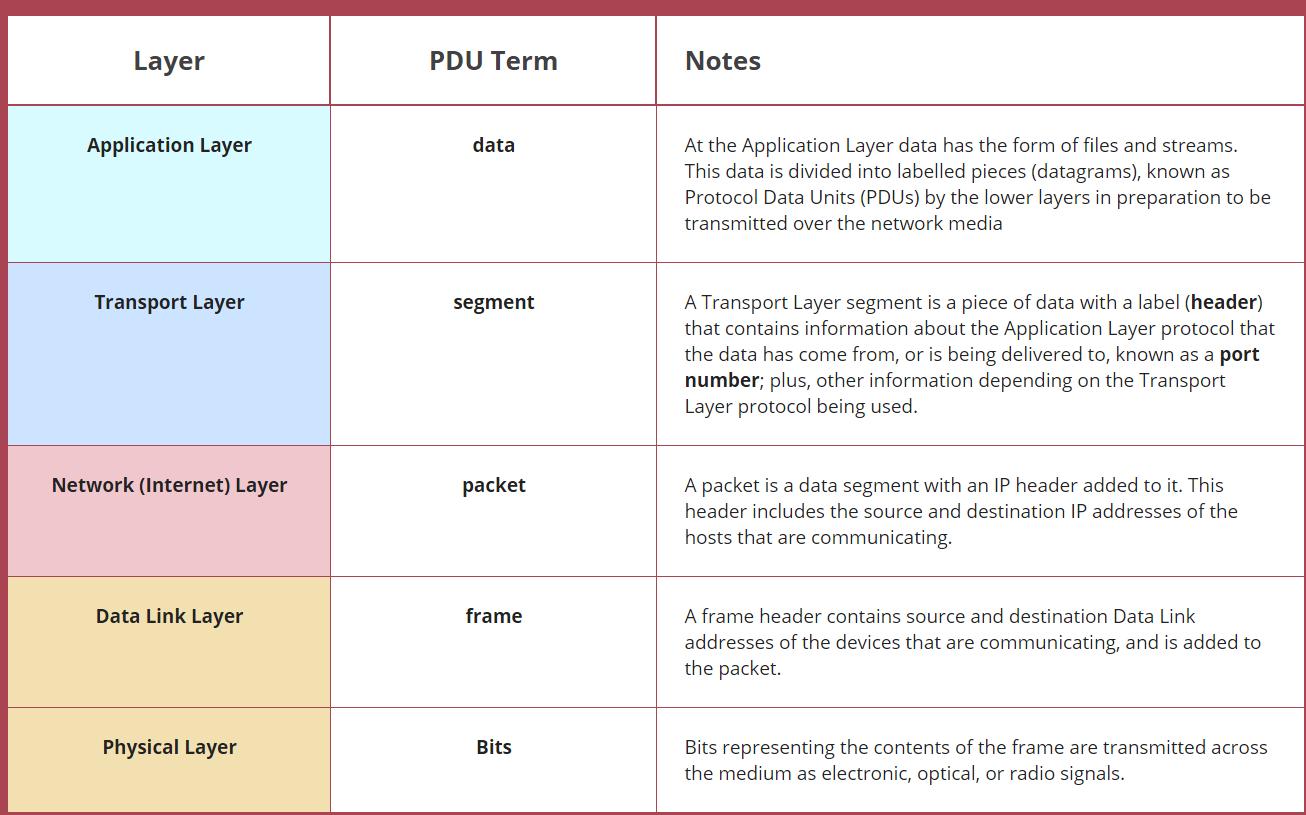 Layer
PDU Term
Notes
Application Layer
data
At the Application Layer data has the form of files and streams.
This data is divided into labelled pieces (datagrams), known as
Protocol Data Units (PDUs) by the lower layers in preparation to be
transmitted over the network media
Transport Layer
segment
A Transport Layer segment is a piece of data with a label (header)
that contains information about the Application Layer protocol that
the data has come from, or is being delivered to, known as a port
number; plus, other information depending on the Transport
Layer protocol being used.
Network (Internet) Layer
packet
A packet is a data segment with an IP header added to it. This
header includes the source and destination IP addresses of the
hosts that are communicating.
Data Link Layer
frame
A frame header contains source and destination Data Link
addresses of the devices that are communicating, and is added to
the packet.
Physical Layer
Bits
Bits representing the contents of the frame are transmitted across
the medium as electronic, optical, or radio signals.